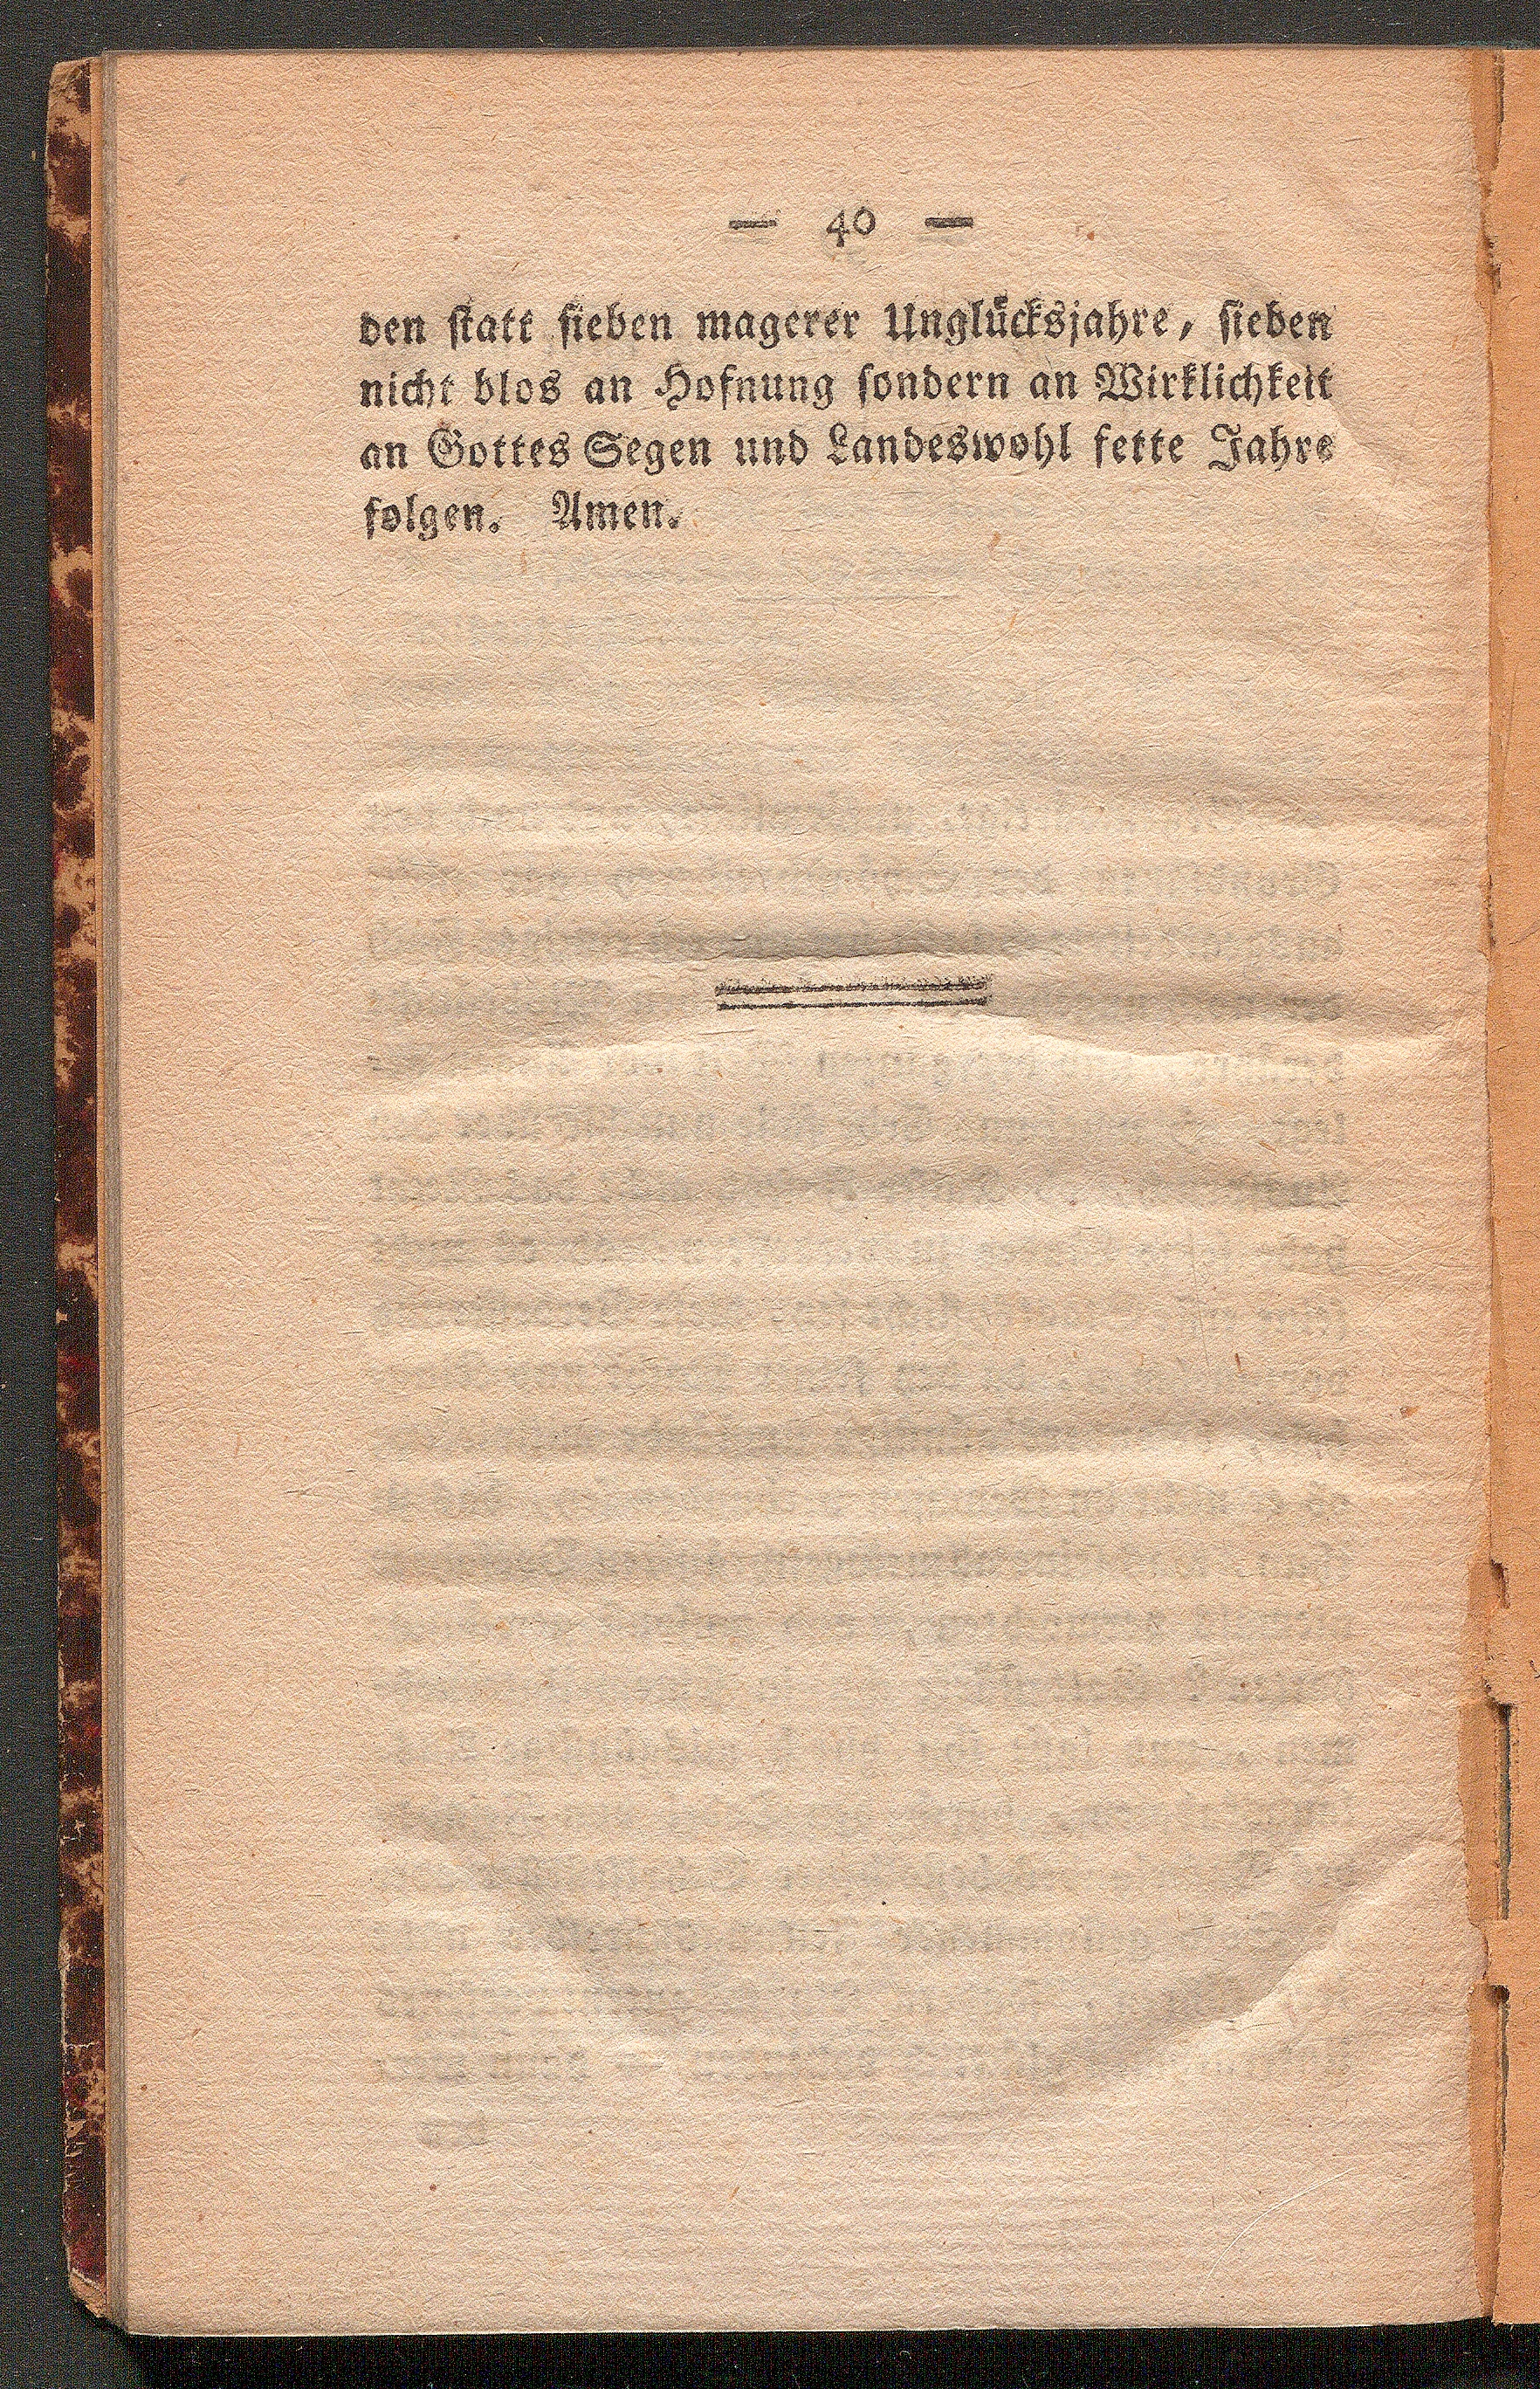 — 40 —
den ſtatt ſieben magerer Unglücksjahre, ſieben
nicht blos an Hofnung ſondern an Wirklichkeit
an Gottes Segen und Landeswohl fette Jahre
folgen. Amen.